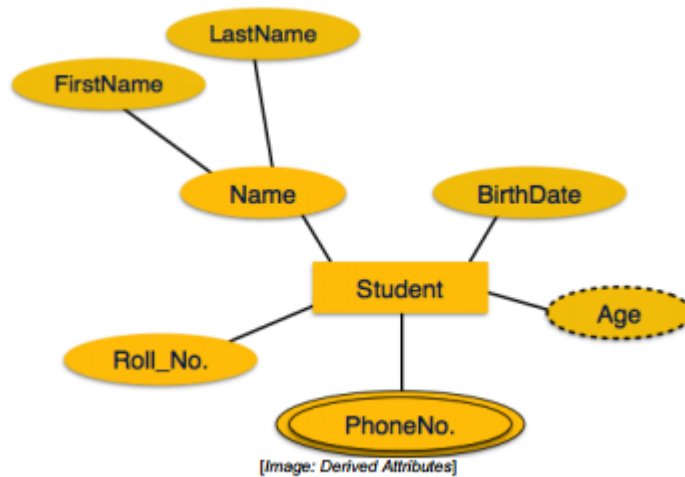 LastName
FirstName
Name
BirthDate
Student
Age
Roll_No.
PhoneNo.
[Image: Derived Attributes]